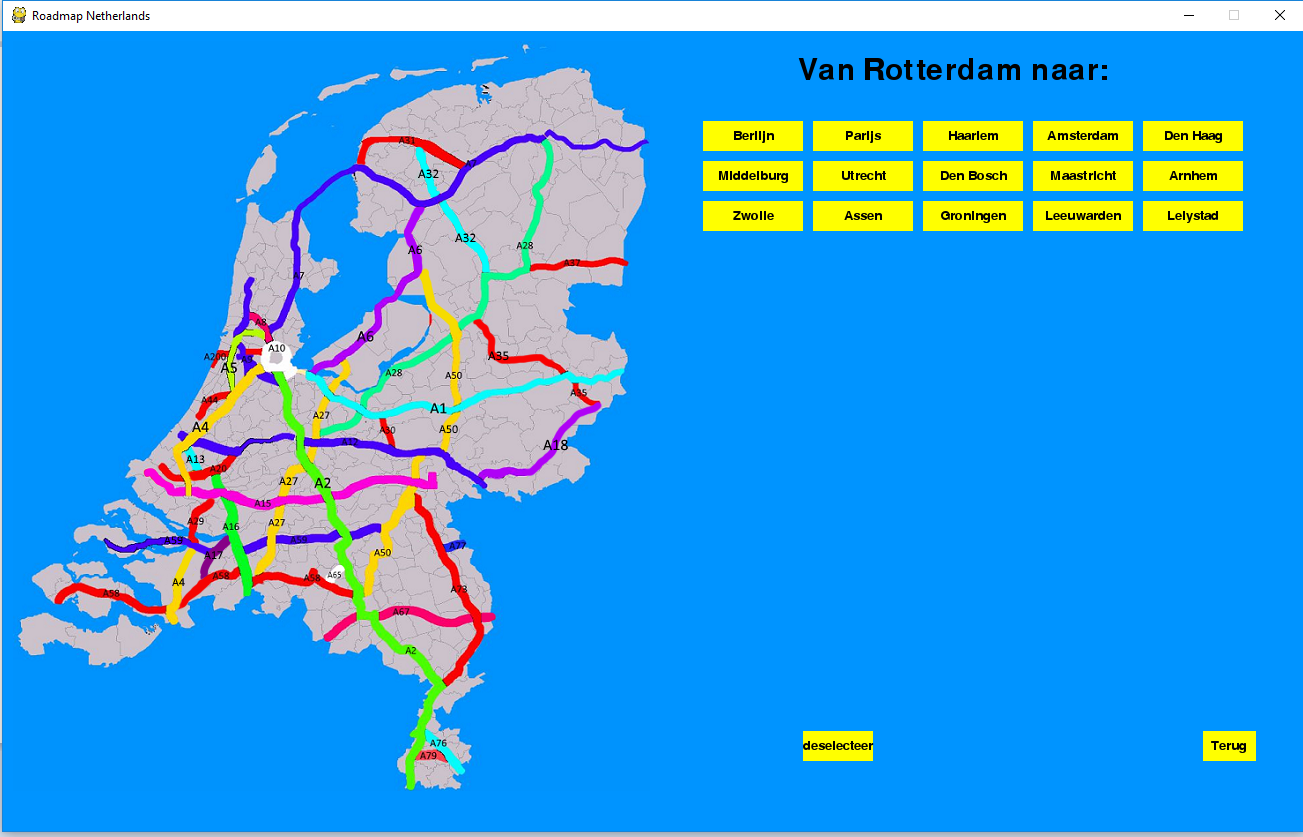 Roadmap Netherlands
Van Rotterdam naar:
Berlijn Parijs Haarlem Amsterdam Den Haag
Middelburg Utrecht Den Bosch Maastricht Arnhem
Zwolle Assen Groningen Leeuwarden Lelystad
deselecteer Terug
A31
A7
A32
A32
A6
A28
A37
A7
A8
A6
A10
A200
A9
A5
A35
A28
A50
A35
A44
A1
A27
A4
A30
A50
A12
A18
A13
A20
A27
A2
A15
A29
A16
A27
A59
A59
A17
A77
A50
A65
A58
A58
A4
A58
A73
A67
A2
A76
A79